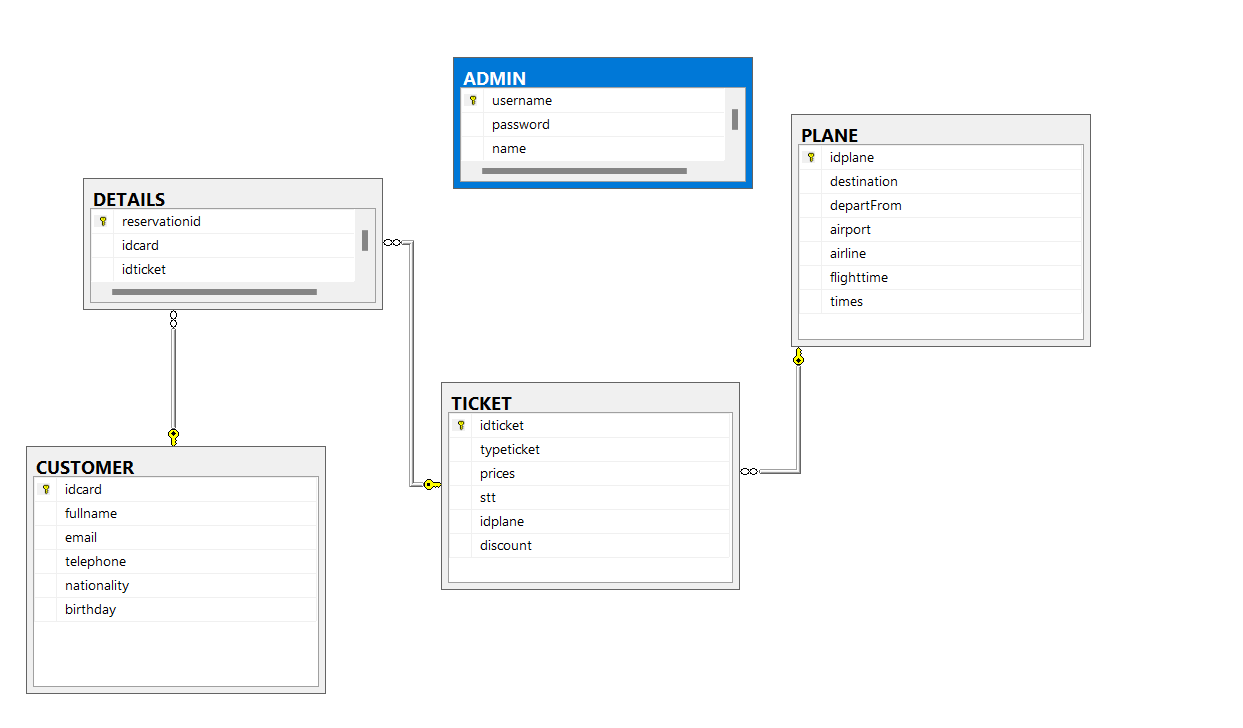 ADMIN
username
password
name
PLANE
idplane
destination
departFrom
airport
airline
flighttime
times
DETAILS
reservationid
idcard
idticket
TICKET
idticket
typeticket
prices
stt
idplane
discount
CUSTOMER
idcard
fullname
email
telephone
nationality
birthday